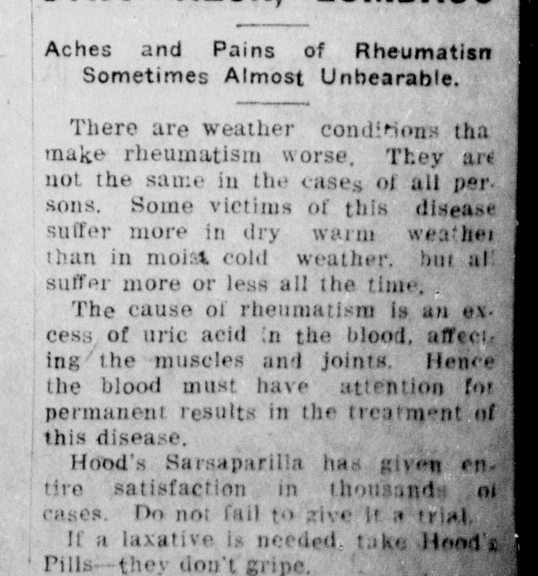 LUMBAGO
Aches and Pains of Rheumatisn
Sometimes Almost Unbearable.
There are weather conditions tha
make rheumatism worse. They are
not the same in the cases of all per-
sons. Some victims of this disease
suffer more in dry warm weather
than in moist cold weather, but all
suffer more or less all the time.
The cause of rheumatism is an ex-
cess of uric acid in the blood, affect-
ing the muscles and joints. Hence
the blood must have attention for
permanent results in the treatment of
this disease.
Hood's Sarsaparilla has given en-
tire satisfaction in thousands of
cases. Do not fail to give it a trial.
If a laxative is needed, take Hood's
Pills—they don't gripe.